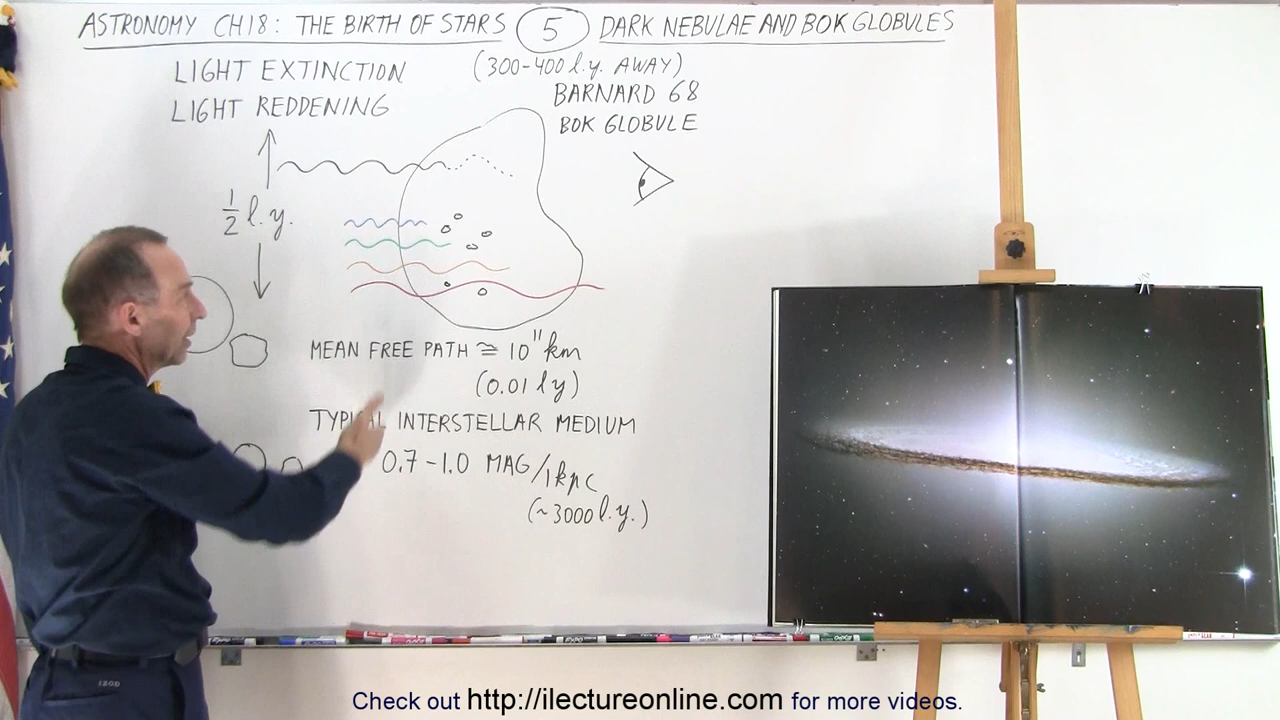 ASTRONOMY CH18: THE BIRTH OF STARS 5 DARK NEBULAE AND BOK GLOBULES
LIGHT EXTINCTION
LIGHT REDDENING
(300-400 l.y. AWAY)
BARNARD 68
BOK GLOBULE
1/2 l.y.
MEAN FREE PATH ≅ 10¹¹ km
(0.01 ly)
TYPICAL INTERSTELLAR MEDIUM
0.7-1.0 MAG/1kpc
(~3000 l.y.)
IZOD
Check out http://ilectureonline.com for more videos.